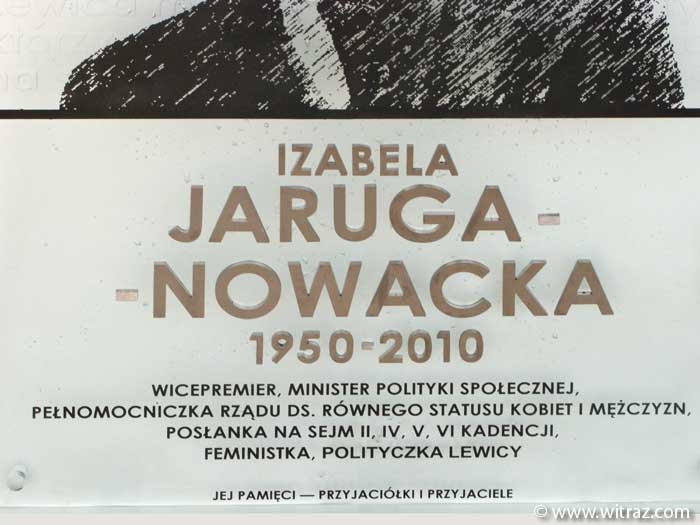 na
IZABELA
JARUGA-
-NOWACKA
1950-2010
WICEPREMIER, MINISTER POLITYKI SPOŁECZNEJ,
PEŁNOMOCNICZKA RZĄDU DS. RÓWNEGO STATUSU KOBIET I MĘŻCZYZN,
POSŁANKA NA SEJM II, IV, V, VI KADENCJI,
FEMINISTKA, POLITYCZKA LEWICY
JEJ PAMIĘCI — PRZYJACIÓŁKI I PRZYJACIELE
© www.witraz.com